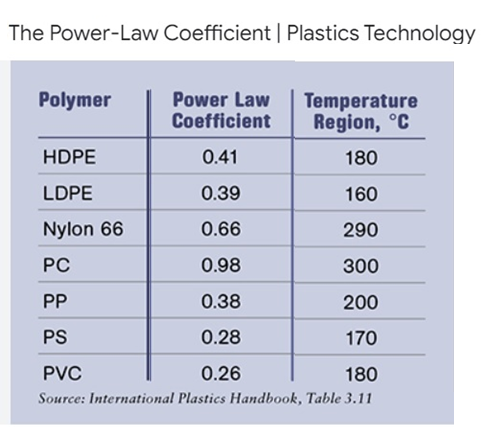 The Power-Law Coefficient | Plastics Technology
Polymer Power Law Coefficient Temperature Region, °C
HDPE 0.41 180
LDPE 0.39 160
Nylon 66 0.66 290
PC 0.98 300
PP 0.38 200
PS 0.28 170
PVC 0.26 180
Source: International Plastics Handbook, Table 3.11